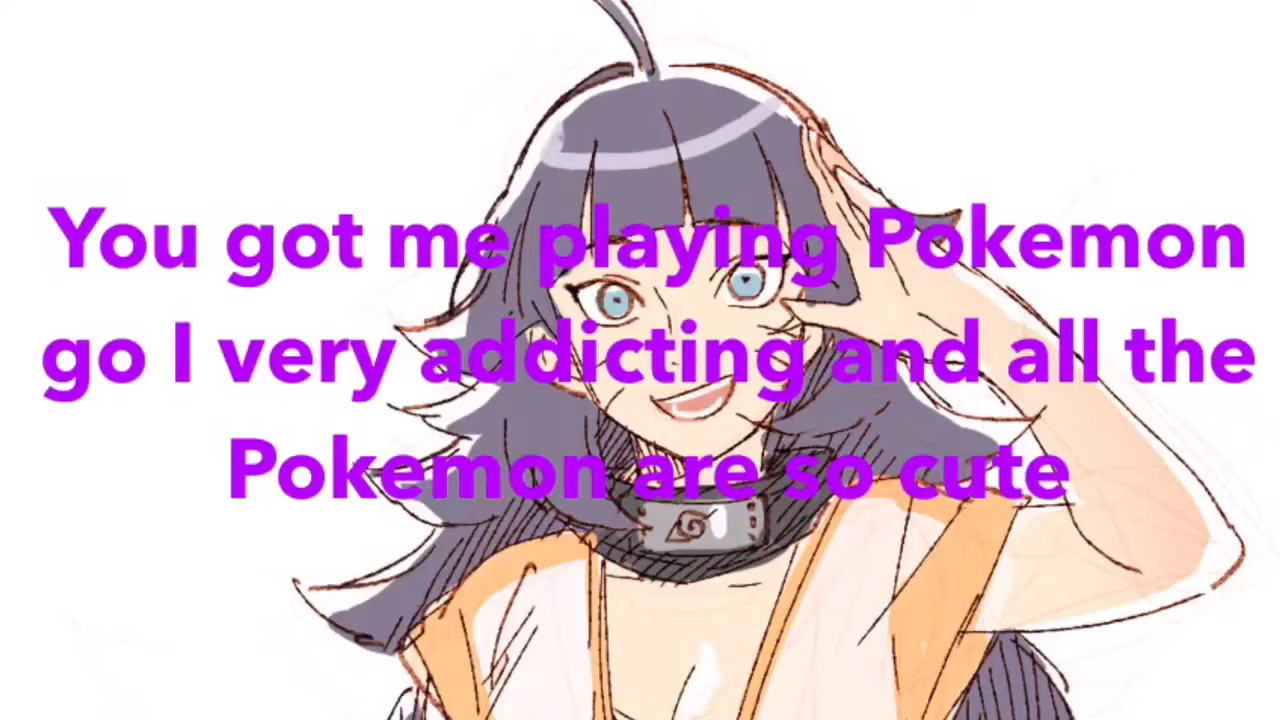 You got me playing Pokemon
go I very addicting and all the
Pokemon are so cute